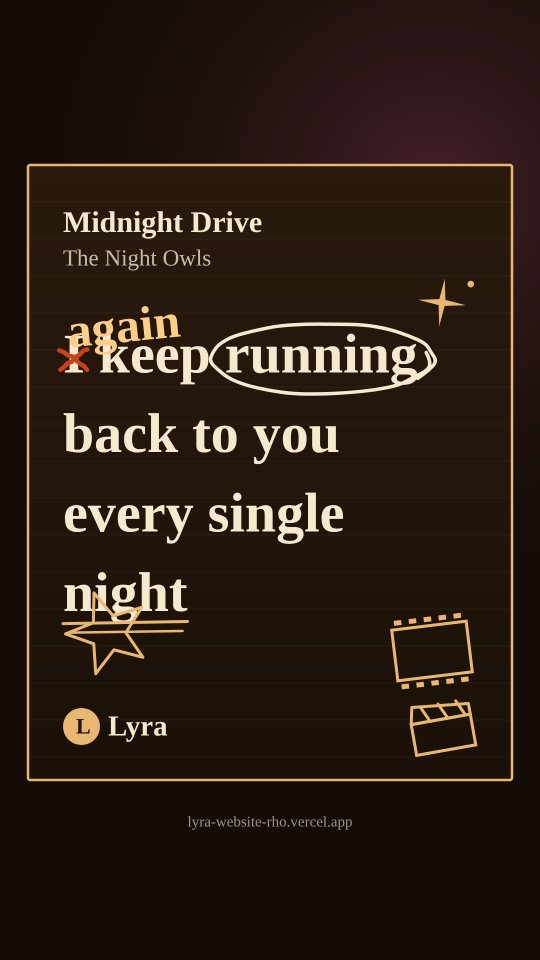 Midnight Drive
The Night Owls
again
I keep running
back to you
every single
night
L Lyra
lyra-website-rho.vercel.app